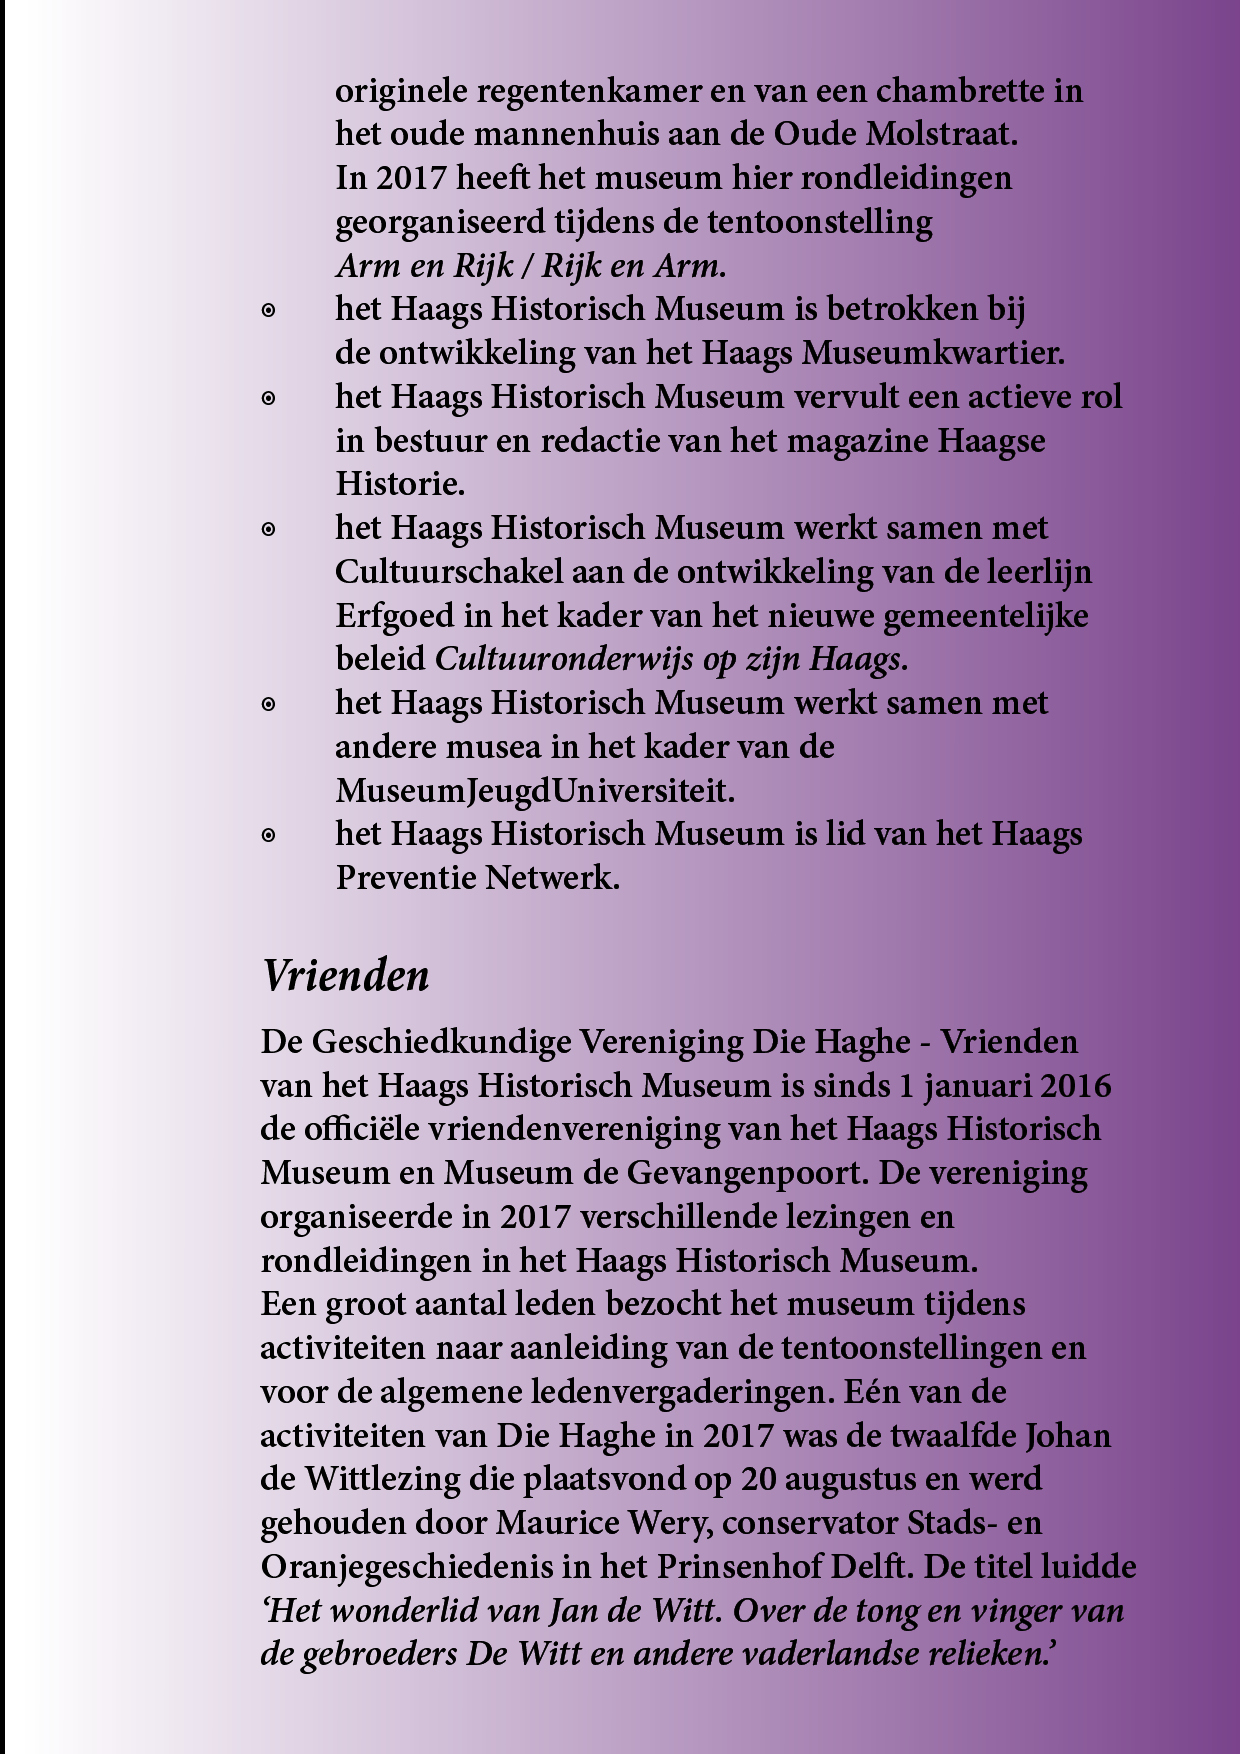 originele regentenkamer en van een chambrette in
het oude mannenhuis aan de Oude Molstraat.
In 2017 heeft het museum hier rondleidingen
georganiseerd tijdens de tentoonstelling
Arm en Rijk / Rijk en Arm.
⊙ het Haags Historisch Museum is betrokken bij
de ontwikkeling van het Haags Museumkwartier.
⊙ het Haags Historisch Museum vervult een actieve rol
in bestuur en redactie van het magazine Haagse
Historie.
⊙ het Haags Historisch Museum werkt samen met
Cultuurschakel aan de ontwikkeling van de leerlijn
Erfgoed in het kader van het nieuwe gemeentelijke
beleid Cultuuronderwijs op zijn Haags.
⊙ het Haags Historisch Museum werkt samen met
andere musea in het kader van de
MuseumJeugdUniversiteit.
⊙ het Haags Historisch Museum is lid van het Haags
Preventie Netwerk.
Vrienden
De Geschiedkundige Vereniging Die Haghe - Vrienden
van het Haags Historisch Museum is sinds 1 januari 2016
de officiële vriendenvereniging van het Haags Historisch
Museum en Museum de Gevangenpoort. De vereniging
organiseerde in 2017 verschillende lezingen en
rondleidingen in het Haags Historisch Museum.
Een groot aantal leden bezocht het museum tijdens
activiteiten naar aanleiding van de tentoonstellingen en
voor de algemene ledenvergaderingen. Eén van de
activiteiten van Die Haghe in 2017 was de twaalfde Johan
de Wittlezing die plaatsvond op 20 augustus en werd
gehouden door Maurice Wery, conservator Stads- en
Oranjegeschiedenis in het Prinsenhof Delft. De titel luidde
‘Het wonderlid van Jan de Witt. Over de tong en vinger van
de gebroeders De Witt en andere vaderlandse relieken.’